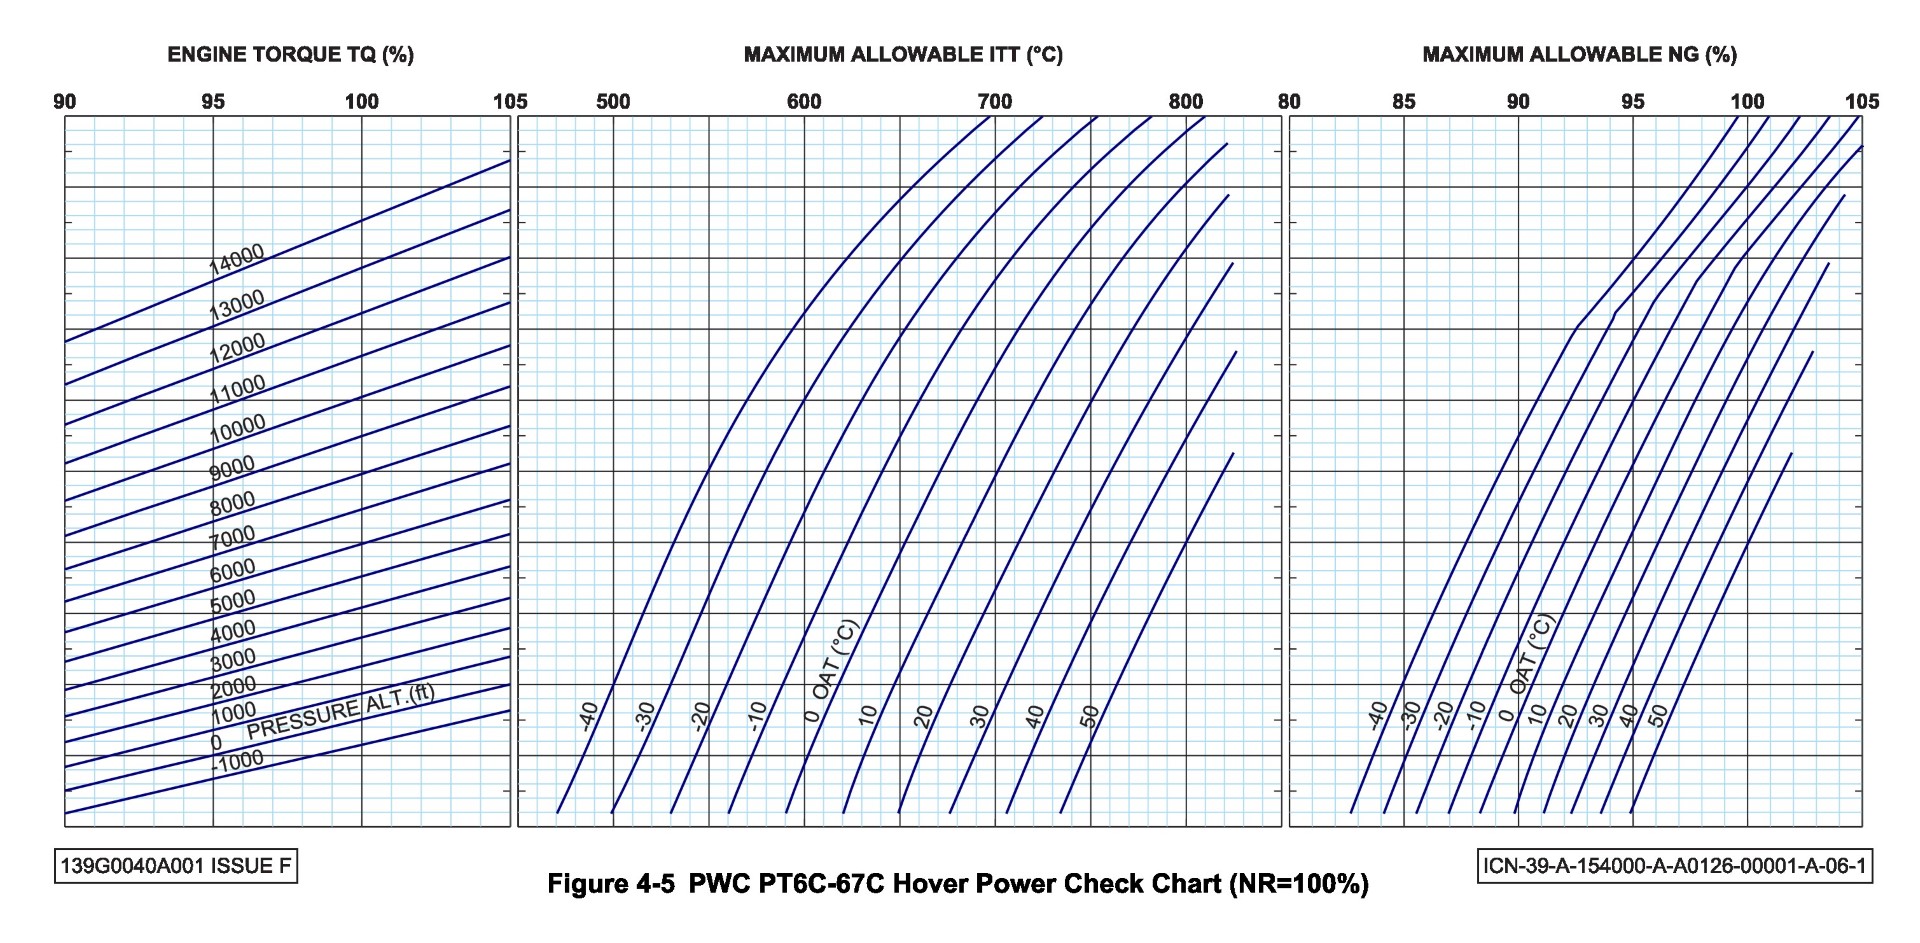 ENGINE TORQUE TQ (%)
MAXIMUM ALLOWABLE ITT (°C)
MAXIMUM ALLOWABLE NG (%)
90 95 100 105 500 600 700 800 80 85 90 95 100 105
14000
13000
12000
11000
10000
9000
8000
7000
6000
5000
4000
3000
2000
1000
0
-1000
PRESSURE ALT.(ft)
OAT (°C)
-40 -30 -20 -10 0 10 20 30 40 50
OAT (°C)
-40 -30 -20 -10 0 10 20 30 40 50
139G0040A001 ISSUE F
ICN-39-A-154000-A-A0126-00001-A-06-1
Figure 4-5 PWC PT6C-67C Hover Power Check Chart (NR=100%)